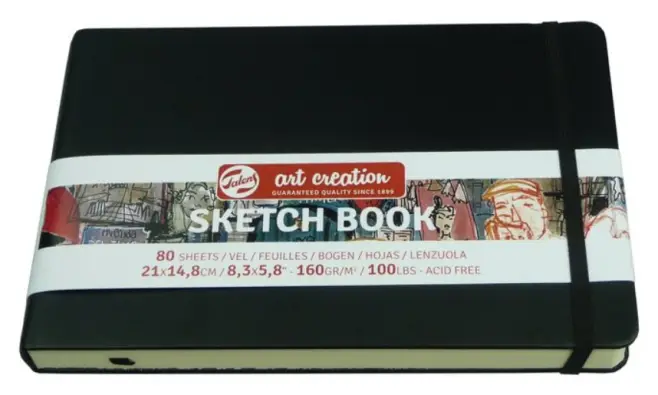 Talens
art creation
GUARANTEED QUALITY SINCE 1899
SKETCH BOOK
80 SHEETS / VEL / FEUILLES / BOGEN / HOJAS / LENZUOLA
21x14,8CM / 8,3x5,8" - 160GR/M² / 100LBS - ACID FREE